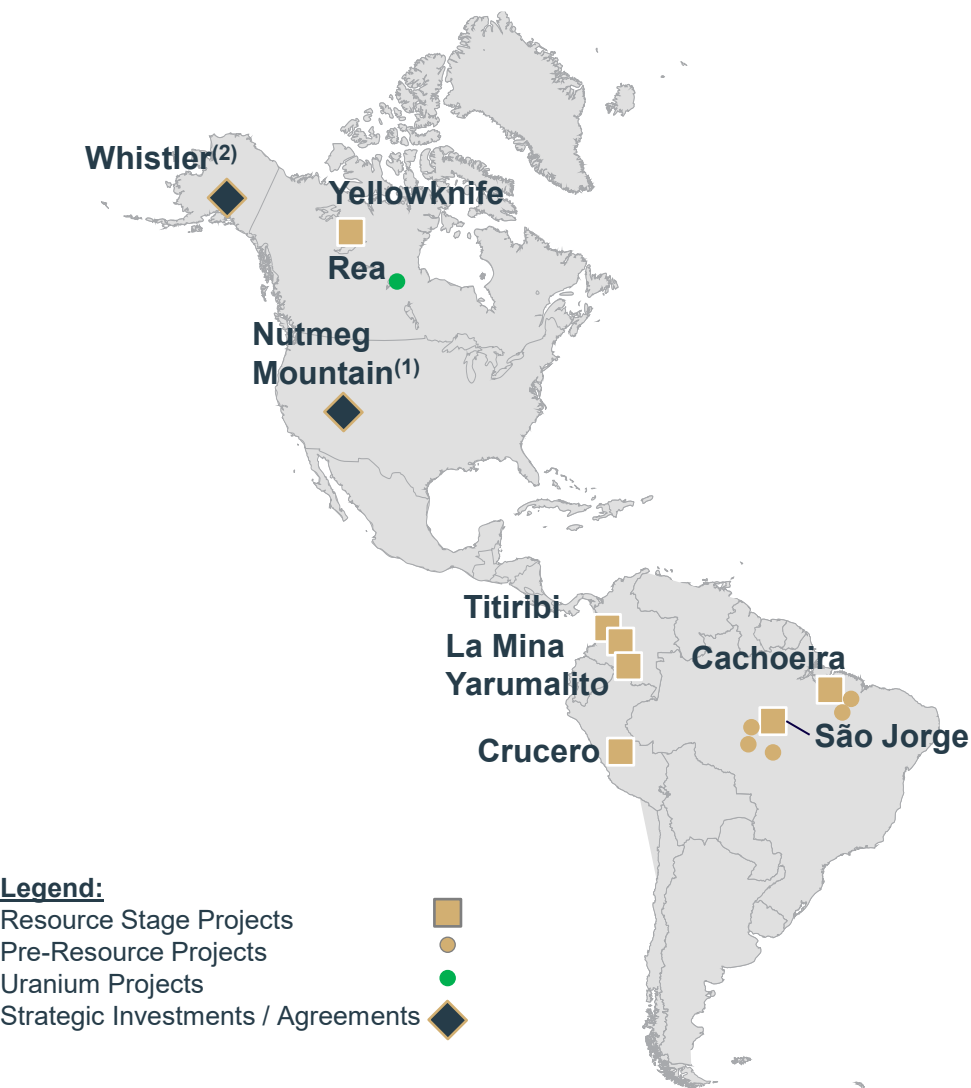 Whistler(2)
Yellowknife
Rea
Nutmeg
Mountain(1)
Titiribi
La Mina
Yarumalito
Cachoeira
São Jorge
Crucero
Legend:
Resource Stage Projects
Pre-Resource Projects
Uranium Projects
Strategic Investments / Agreements